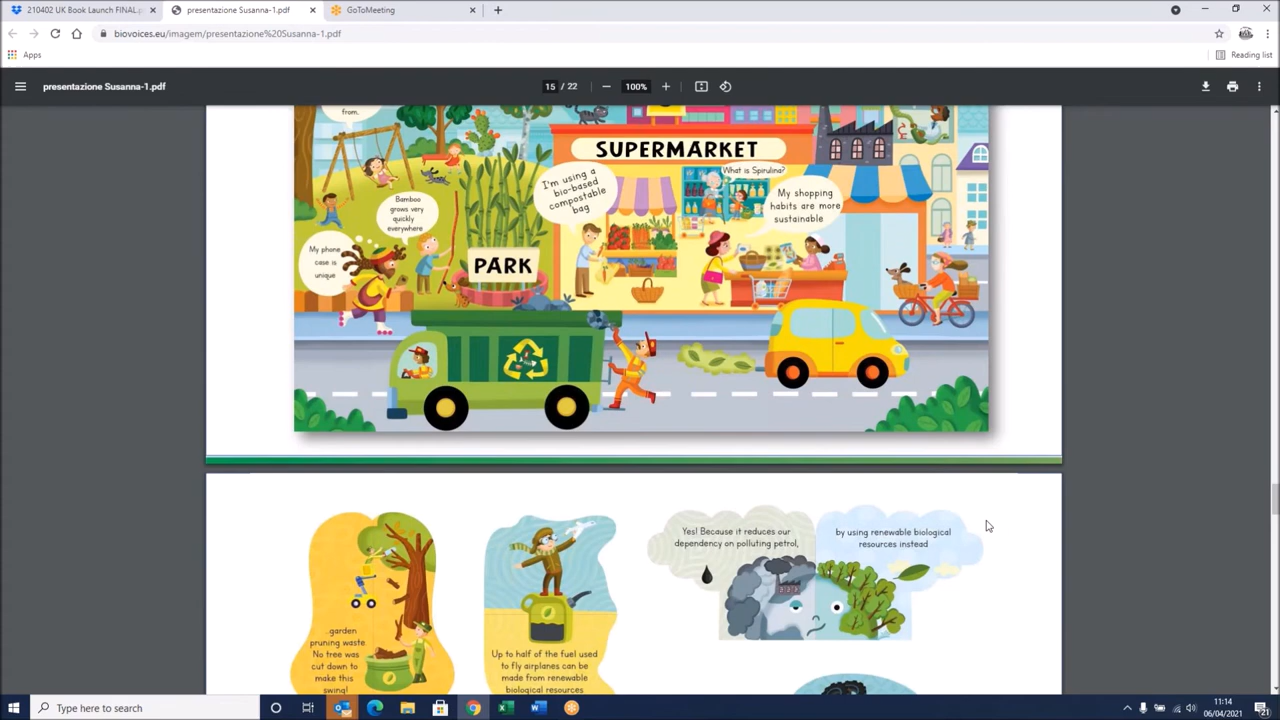 210402 UK Book Launch FINAL.p
presentazione Susanna-1.pdf
GoToMeeting
biovoices.eu/imagem/presentazione%20Susanna-1.pdf
Apps
Reading list
presentazione Susanna-1.pdf
15 / 22
100%
from.
SUPERMARKET
What is Spirulina?
I'm using a
bio-based
compostable
bag
My shopping
habits are more
sustainable
Bamboo
grows very
quickly
everywhere
My phone
case is
unique
PARK
Yes! Because it reduces our
dependency on polluting petrol,
by using renewable biological
resources instead
..garden
pruning waste.
No tree was
cut down to
make this
swing!
Up to half of the fuel used
to fly airplanes can be
made from renewable
biological resources
Type here to search
11:14
06/04/2021
21